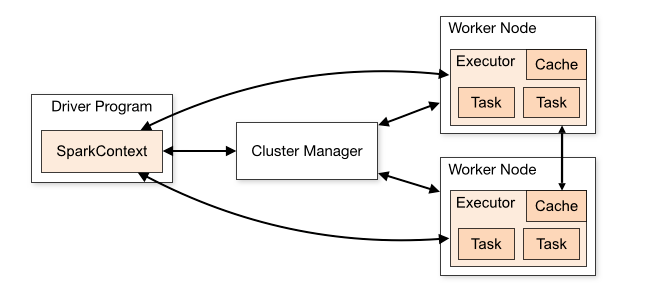 Driver Program
SparkContext
Cluster Manager
Worker Node
Executor
Cache
Task
Task
Worker Node
Executor
Cache
Task
Task